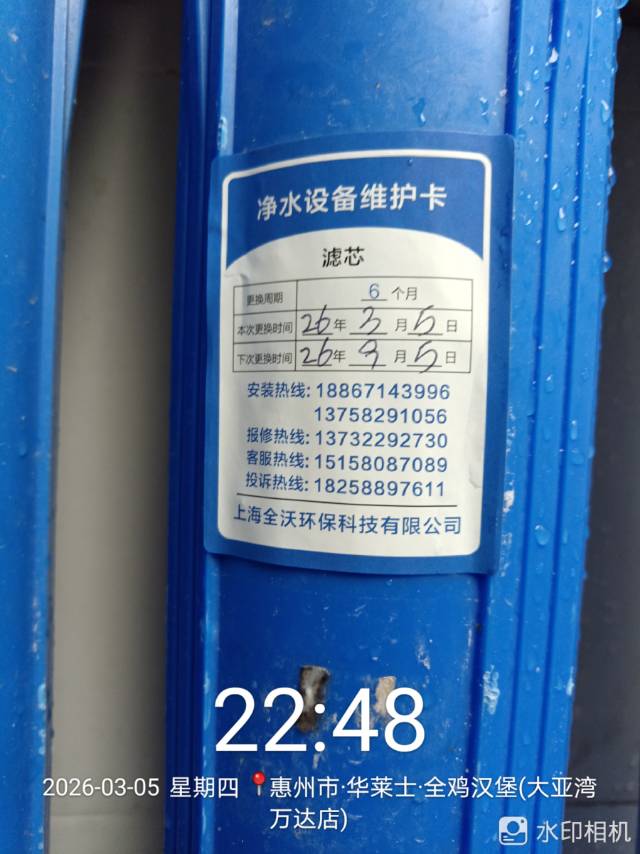 净水设备维护卡
滤芯
更换周期 6 个月
本次更换时间 26 年 3 月 5 日
下次更换时间 26 年 9 月 5 日
安装热线: 18867143996
13758291056
报修热线: 13732292730
客服热线: 15158087089
投诉热线: 18258897611
上海全沃环保科技有限公司
22:48
2026-03-05 星期四 惠州市·华莱士·全鸡汉堡(大亚湾
万达店)
水印相机